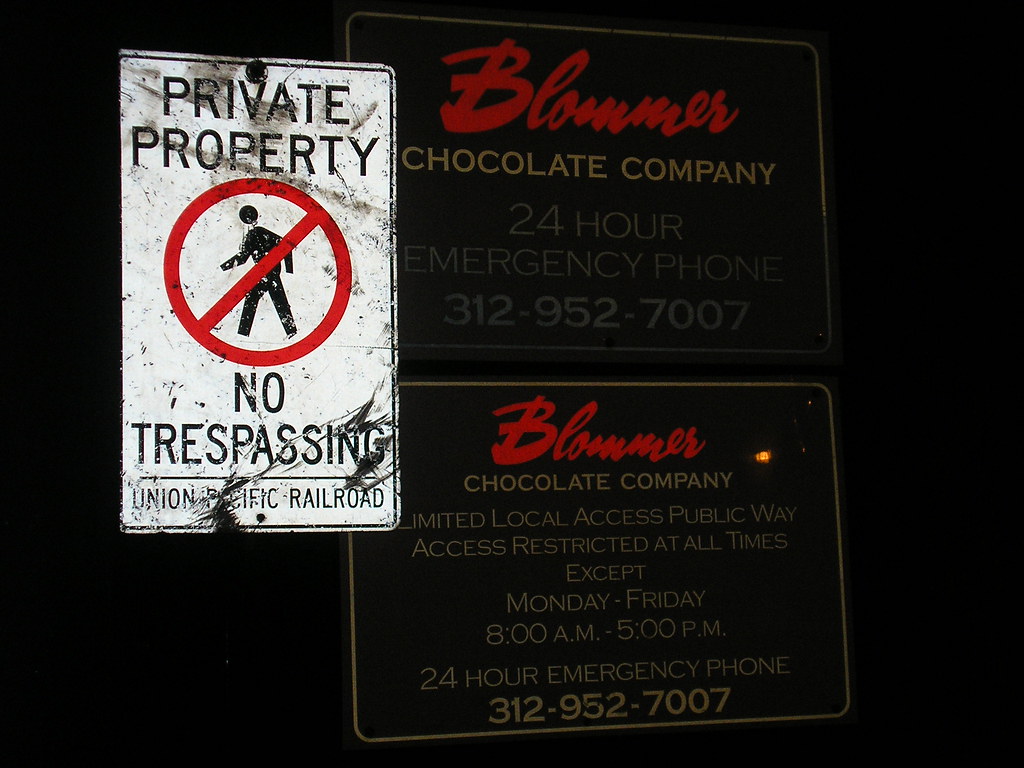 PRIVATE
PROPERTY
NO
TRESPASSING
UNION PACIFIC RAILROAD
Blommer
CHOCOLATE COMPANY
24 HOUR
EMERGENCY PHONE
312-952-7007
Blommer
CHOCOLATE COMPANY
LIMITED LOCAL ACCESS PUBLIC WAY
ACCESS RESTRICTED AT ALL TIMES
EXCEPT
MONDAY - FRIDAY
8:00 A.M. - 5:00 P.M.
24 HOUR EMERGENCY PHONE
312-952-7007